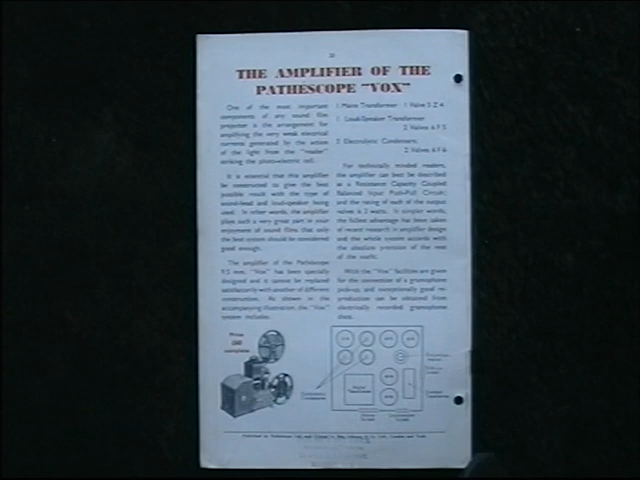 THE AMPLIFIER OF THE
PATHESCOPE "VOX"
One of the most important
components of any sound film
projector is the arrangement for
amplifying the very weak electrical
currents generated by the action
of the light from the "reader"
striking the photo-electric cell.
It is essential that this amplifier
be constructed to give the best
possible result with the type of
sound-head and loud-speaker being
used. In other words, the amplifier
plays such a very great part in your
enjoyment of sound films that only
the best system should be considered
good enough.
The amplifier of the Pathescope
9.5 mm. "Vox" has been specially
designed and it cannot be replaced
satisfactorily with another of different
construction. As shown in the
accompanying illustration, the "Vox"
system includes:
1 Mains Transformer 1 Valve 5 Z 4
1 Loud-Speaker Transformer
2 Valves 6 F 5
2 Electrolytic Condensers
2 Valves 6 F 6
For technically minded readers,
the amplifier can best be described
as a Resistance Capacity Coupled
Balanced Input Push-Pull Circuit;
and the rating of each of the output
valves is 3 watts. In simpler words,
the fullest advantage has been taken
of recent research in amplifier design
and the whole system accords with
the absolute precision of the rest
of the outfit.
With the "Vox" facilities are given
for the connection of a gramophone
pick-up, and exceptionally good re-
production can be obtained from
electrically recorded gramophone
discs.
Price
complete